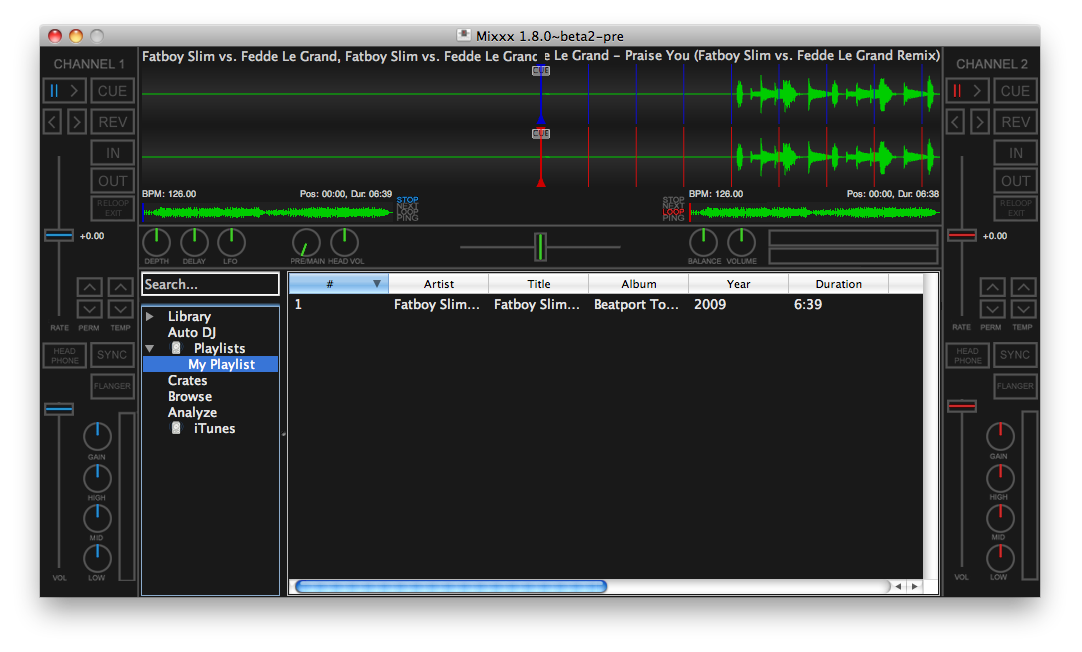 Mixxx 1.8.0~beta2-pre
CHANNEL 1
Fatboy Slim vs. Fedde Le Grand, Fatboy Slim vs. Fedde Le Grand
e Le Grand – Praise You (Fatboy Slim vs. Fedde Le Grand Remix)
CHANNEL 2
CUE
CUE
CUE
REV
REV
IN
CUE
IN
OUT
OUT
BPM: 126.00
Pos: 00:00, Dur: 06:39
BPM: 126.00
Pos: 00:00, Dur: 06:38
RELOOP
EXIT
STOP
NEXT
LOOP
PING
STOP
NEXT
LOOP
PING
RELOOP
EXIT
+0.00
+0.00
DEPTH
DELAY
LFO
PRE/MAIN
HEAD VOL
BALANCE
VOLUME
Search...
# Artist Title Album Year Duration
1 Fatboy Slim... Fatboy Slim... Beatport To... 2009 6:39
Library
Auto DJ
Playlists
My Playlist
Crates
Browse
Analyze
iTunes
RATE PERM TEMP
HEAD
PHONE
SYNC
FLANGER
GAIN
HIGH
MID
VOL
LOW
RATE PERM TEMP
HEAD
PHONE
SYNC
FLANGER
GAIN
HIGH
MID
VOL
LOW